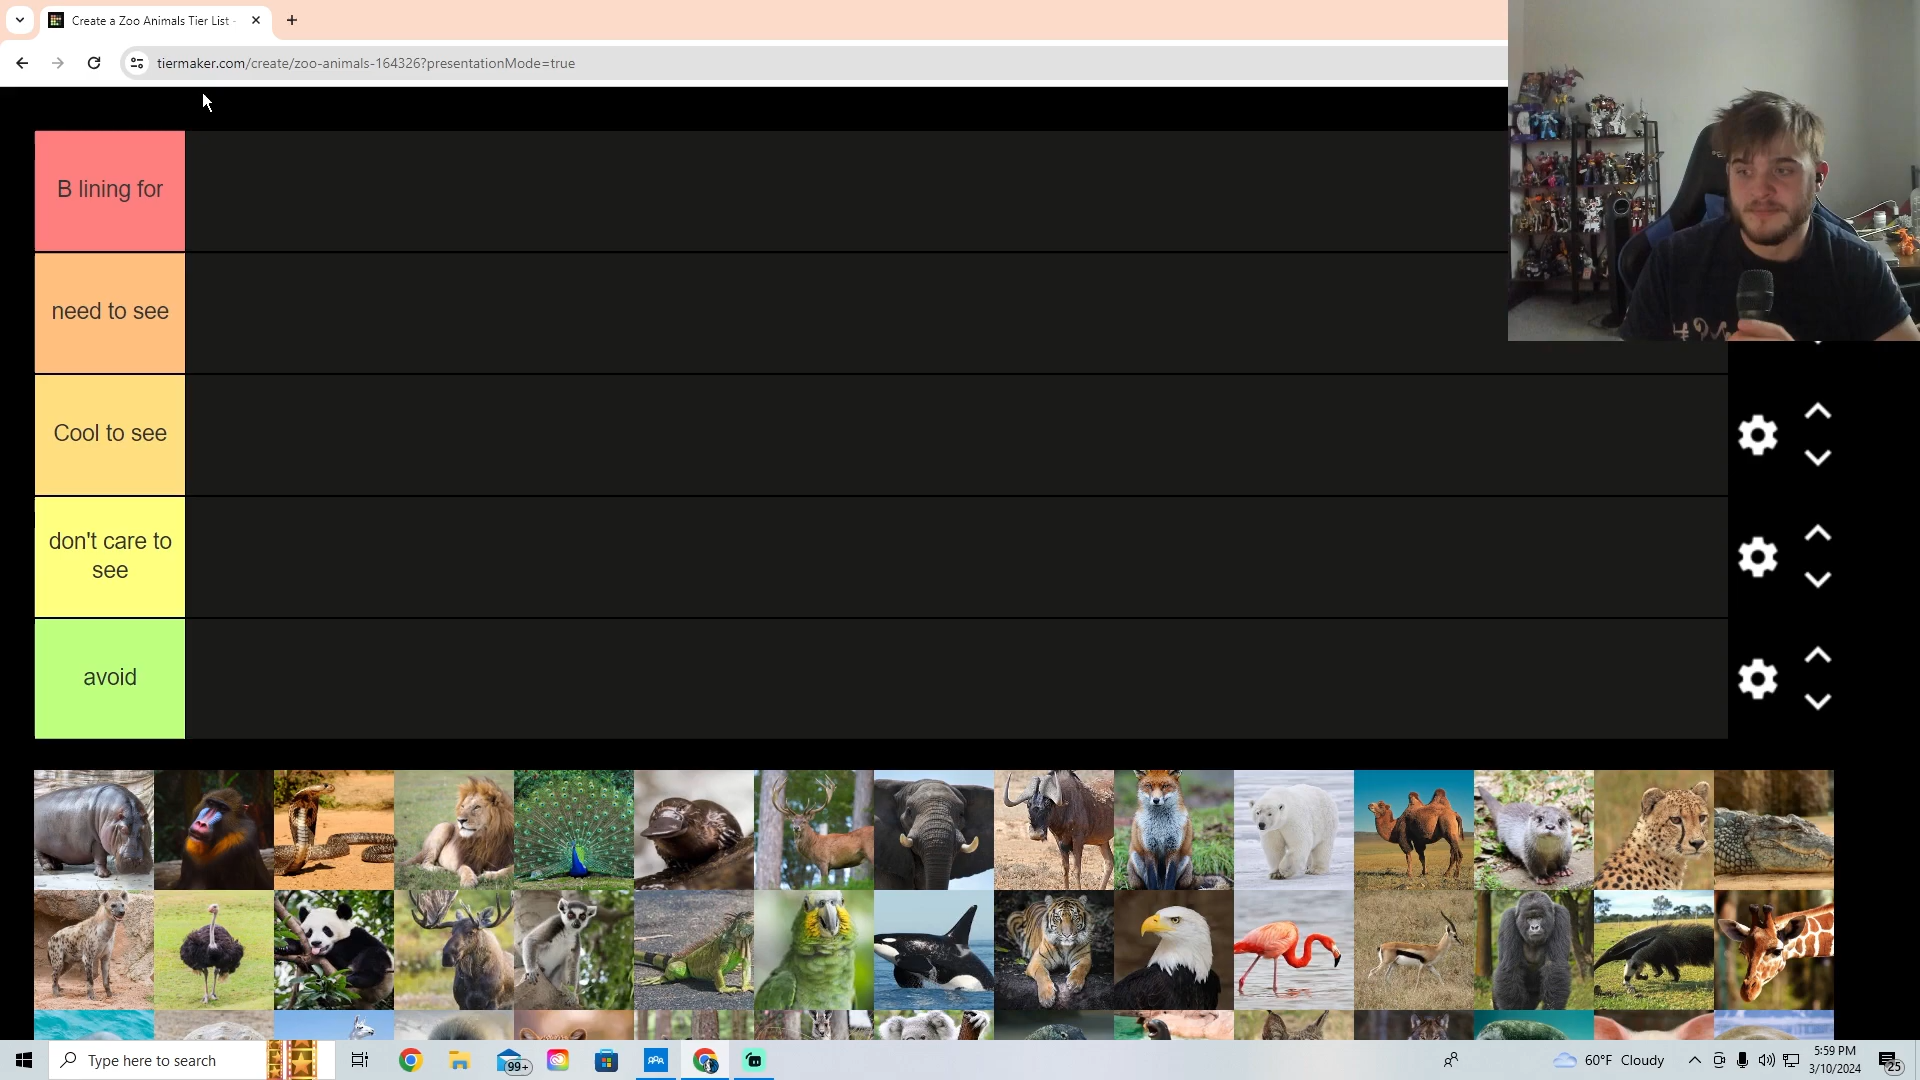 Create a Zoo Animals Tier List -
tiermaker.com/create/zoo-animals-164326?presentationMode=true
B lining for
need to see
Cool to see
don't care to
see
avoid
Type here to search
99+
60°F Cloudy
5:59 PM
3/10/2024
25